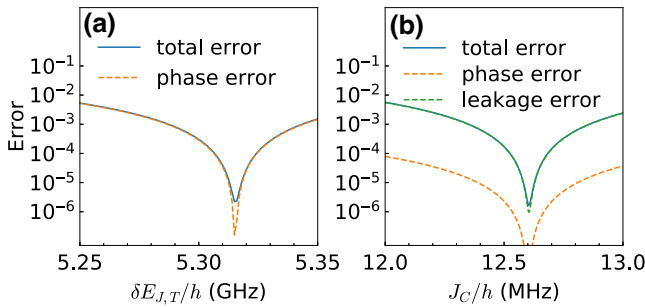 (a)
total error
phase error
Error
10⁻¹
10⁻²
10⁻³
10⁻⁴
10⁻⁵
10⁻⁶
5.25 5.30 5.35
δE_{J,T}/h (GHz)
(b)
total error
phase error
leakage error
10⁻¹
10⁻²
10⁻³
10⁻⁴
10⁻⁵
10⁻⁶
12.0 12.5 13.0
J_C/h (MHz)